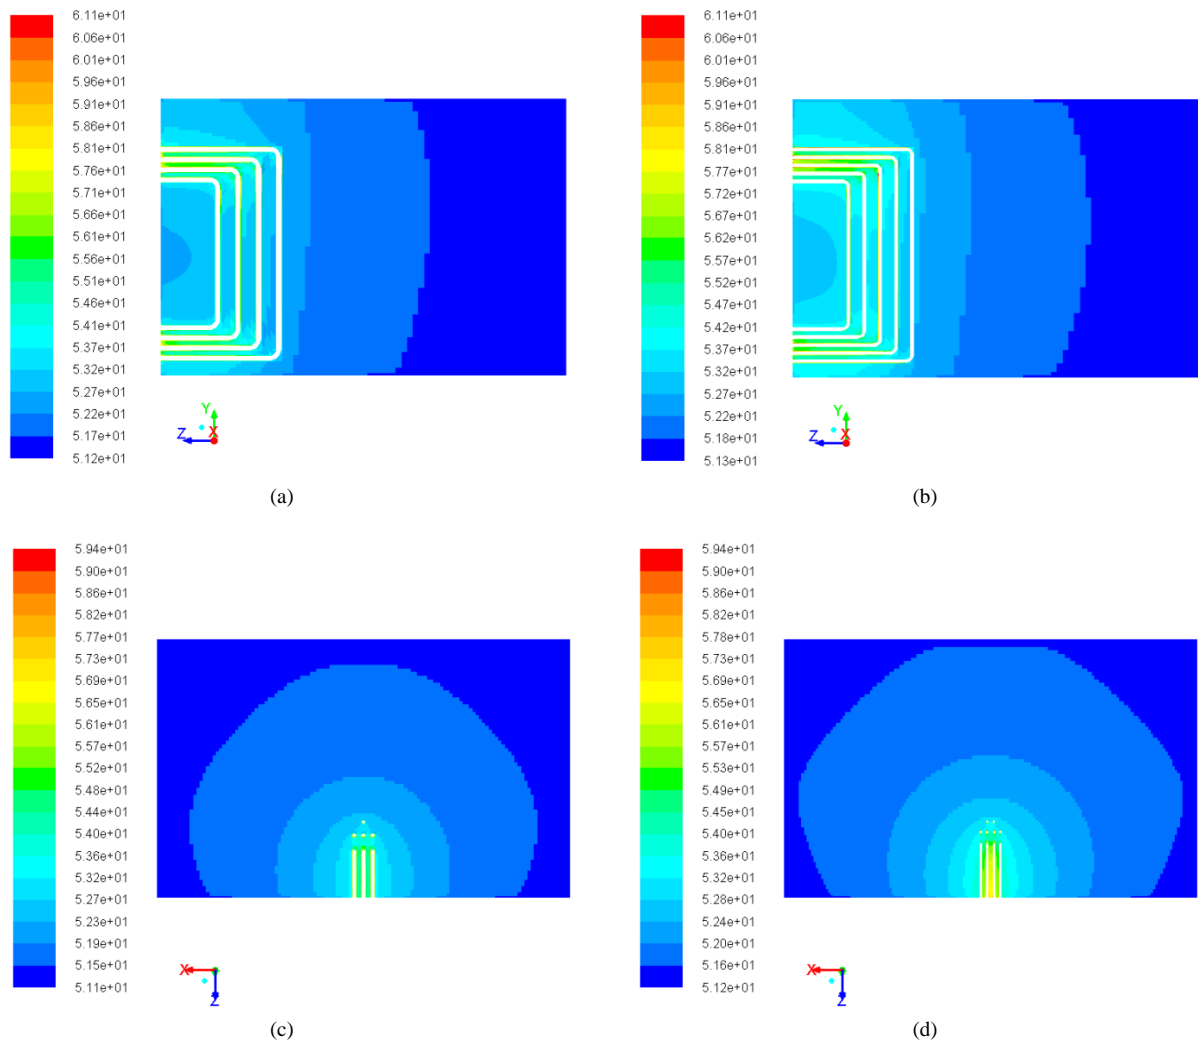 6.11e+01
6.06e+01
6.01e+01
5.96e+01
5.91e+01
5.86e+01
5.81e+01
5.76e+01
5.71e+01
5.66e+01
5.61e+01
5.56e+01
5.51e+01
5.46e+01
5.41e+01
5.37e+01
5.32e+01
5.27e+01
5.22e+01
5.17e+01
5.12e+01
Y
Z X
(a)
6.11e+01
6.06e+01
6.01e+01
5.96e+01
5.91e+01
5.86e+01
5.81e+01
5.77e+01
5.72e+01
5.67e+01
5.62e+01
5.57e+01
5.52e+01
5.47e+01
5.42e+01
5.37e+01
5.32e+01
5.27e+01
5.22e+01
5.18e+01
5.13e+01
Y
Z X
(b)
5.94e+01
5.90e+01
5.86e+01
5.82e+01
5.77e+01
5.73e+01
5.69e+01
5.65e+01
5.61e+01
5.57e+01
5.52e+01
5.48e+01
5.44e+01
5.40e+01
5.36e+01
5.32e+01
5.27e+01
5.23e+01
5.19e+01
5.15e+01
5.11e+01
X
Z
(c)
5.94e+01
5.90e+01
5.86e+01
5.82e+01
5.77e+01
5.73e+01
5.69e+01
5.65e+01
5.61e+01
5.57e+01
5.53e+01
5.49e+01
5.44e+01
5.40e+01
5.36e+01
5.32e+01
5.28e+01
5.24e+01
5.20e+01
5.16e+01
5.12e+01
X
Z
(d)